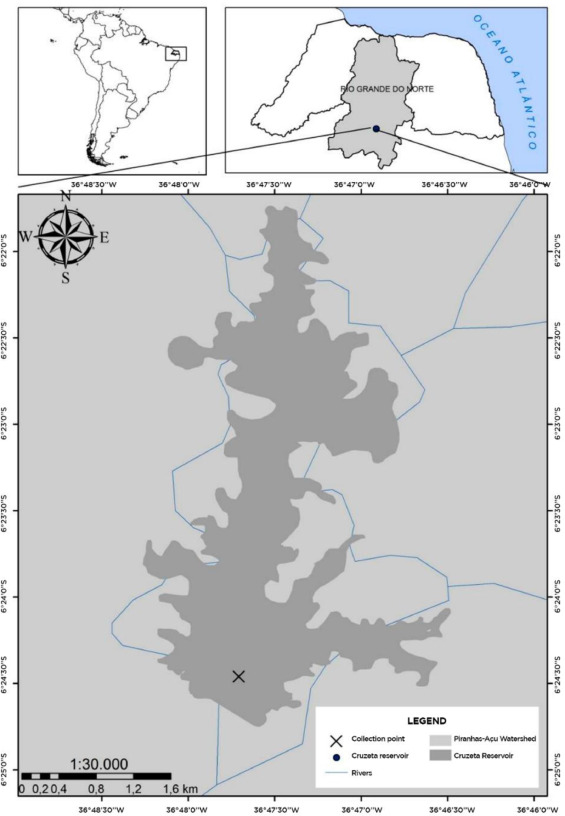 OCEANO ATLÂNTICO
RIO GRANDE DO NORTE
36°48'30"O 36°48'0"O 36°47'30"O 36°47'0"O 36°46'30"O 36°46'0"O
N
W E
S
6°22'0"S 6°22'0"S
6°22'30"S 6°22'30"S
6°23'0"S 6°23'0"S
6°23'30"S 6°23'30"S
6°24'0"S 6°24'0"S
6°24'30"S 6°24'30"S
6°25'0"S 6°25'0"S
LEGEND
Collection point
Cruzeta reservoir
Rivers
Piranhas-Açu Watershed
Cruzeta Reservoir
1:30.000
0 0,2 0,4 0,8 1,2 1,6 km
36°48'30"O 36°48'0"O 36°47'30"O 36°47'0"O 36°46'30"O 36°46'0"O